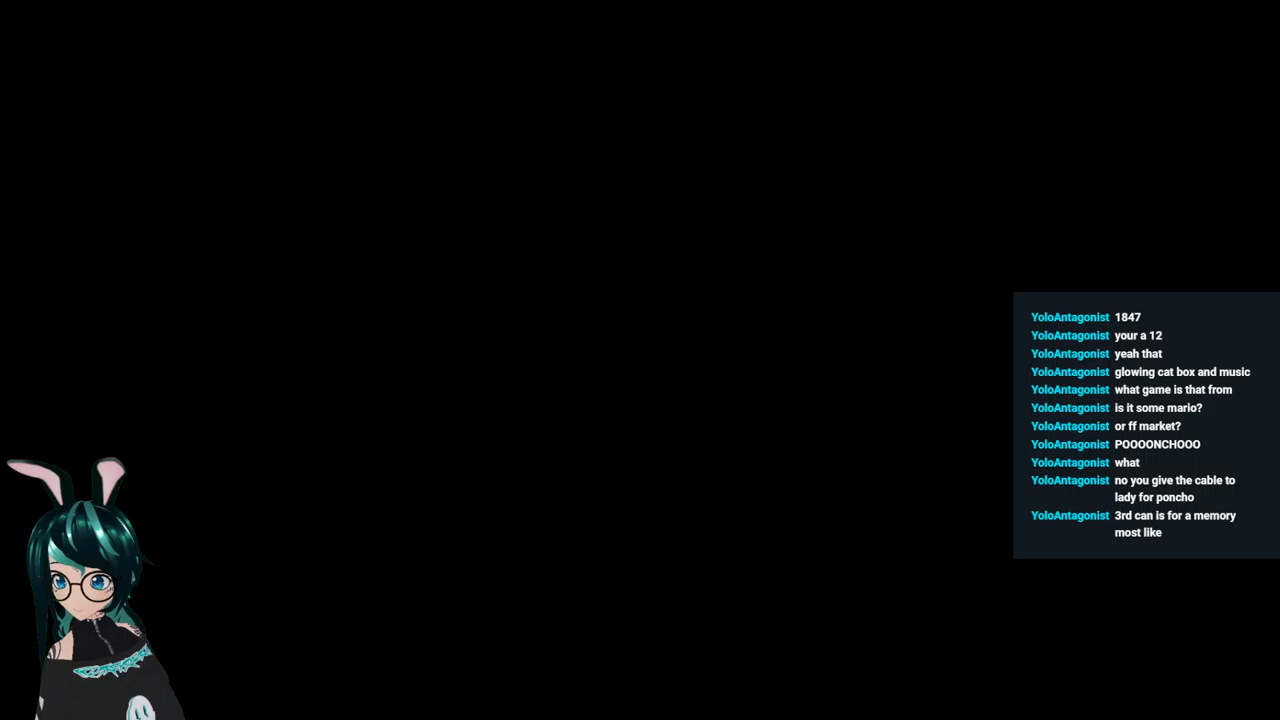 YoloAntagonist 1847
YoloAntagonist your a 12
YoloAntagonist yeah that
YoloAntagonist glowing cat box and music
YoloAntagonist what game is that from
YoloAntagonist is it some mario?
YoloAntagonist or ff market?
YoloAntagonist POOOONCHOOO
YoloAntagonist what
YoloAntagonist no you give the cable to
lady for poncho
YoloAntagonist 3rd can is for a memory
most like